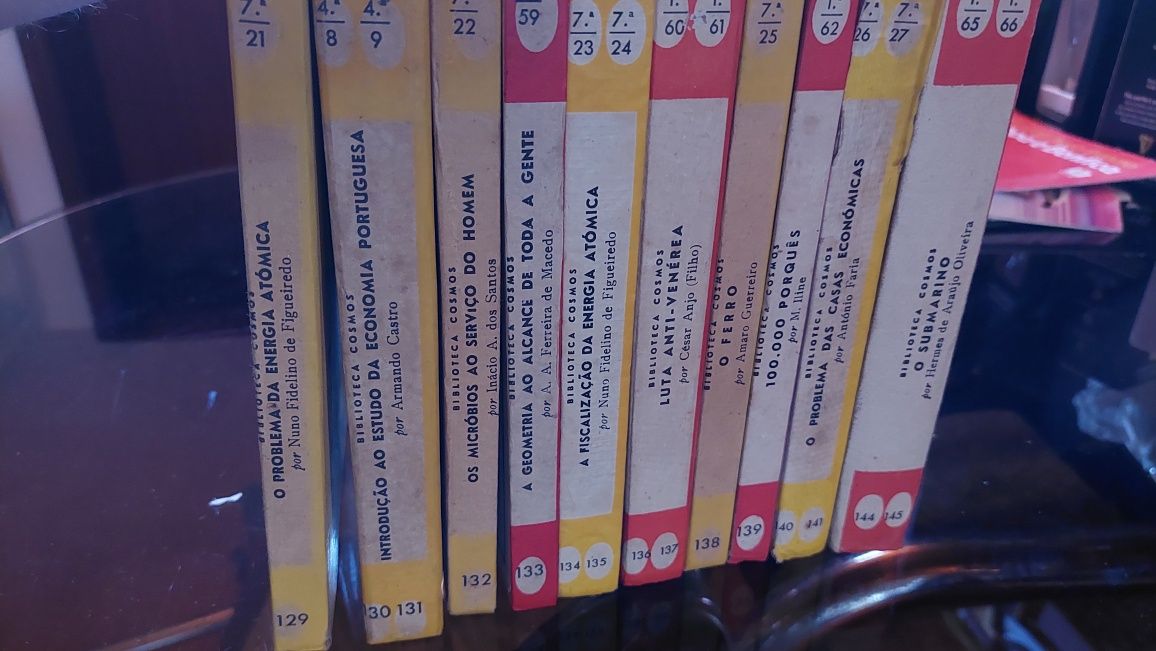 7.ª
21
BIBLIOTECA COSMOS
O PROBLEMA DA ENERGIA ATÓMICA
por Nuno Fidelino de Figueiredo
129
4.ª 4.ª
8 9
BIBLIOTECA COSMOS
INTRODUÇÃO AO ESTUDO DA ECONOMIA PORTUGUESA
por Armando Castro
130 131
7.ª
22
BIBLIOTECA COSMOS
OS MICRÓBIOS AO SERVIÇO DO HOMEM
por Inácio A. dos Santos
132
59
BIBLIOTECA COSMOS
A GEOMETRIA AO ALCANCE DE TODA A GENTE
por A. A. Ferreira de Macedo
133
7.ª 7.ª
23 24
BIBLIOTECA COSMOS
A FISCALIZAÇÃO DA ENERGIA ATÓMICA
por Nuno Fidelino de Figueiredo
134 135
60 61
BIBLIOTECA COSMOS
LUTA ANTI-VENÉREA
por César Anjo (Filho)
136 137
7.ª
25
BIBLIOTECA COSMOS
O FERRO
por Amaro Guerreiro
138
62
BIBLIOTECA COSMOS
100.000 PORQUÊS
por M. Iline
139
7.ª 7.ª
26 27
BIBLIOTECA COSMOS
O PROBLEMA DAS CASAS ECONÓMICAS
por António Faria
140 141
65 66
BIBLIOTECA COSMOS
O SUBMARINO
por Hermes de Araújo Oliveira
144 145